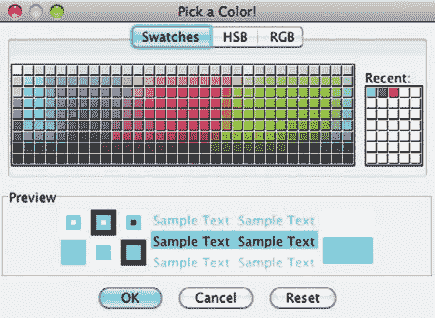 Pick a Color!
Swatches HSB RGB
Recent:
Preview
Sample Text Sample Text
Sample Text Sample Text
Sample Text Sample Text
OK Cancel Reset